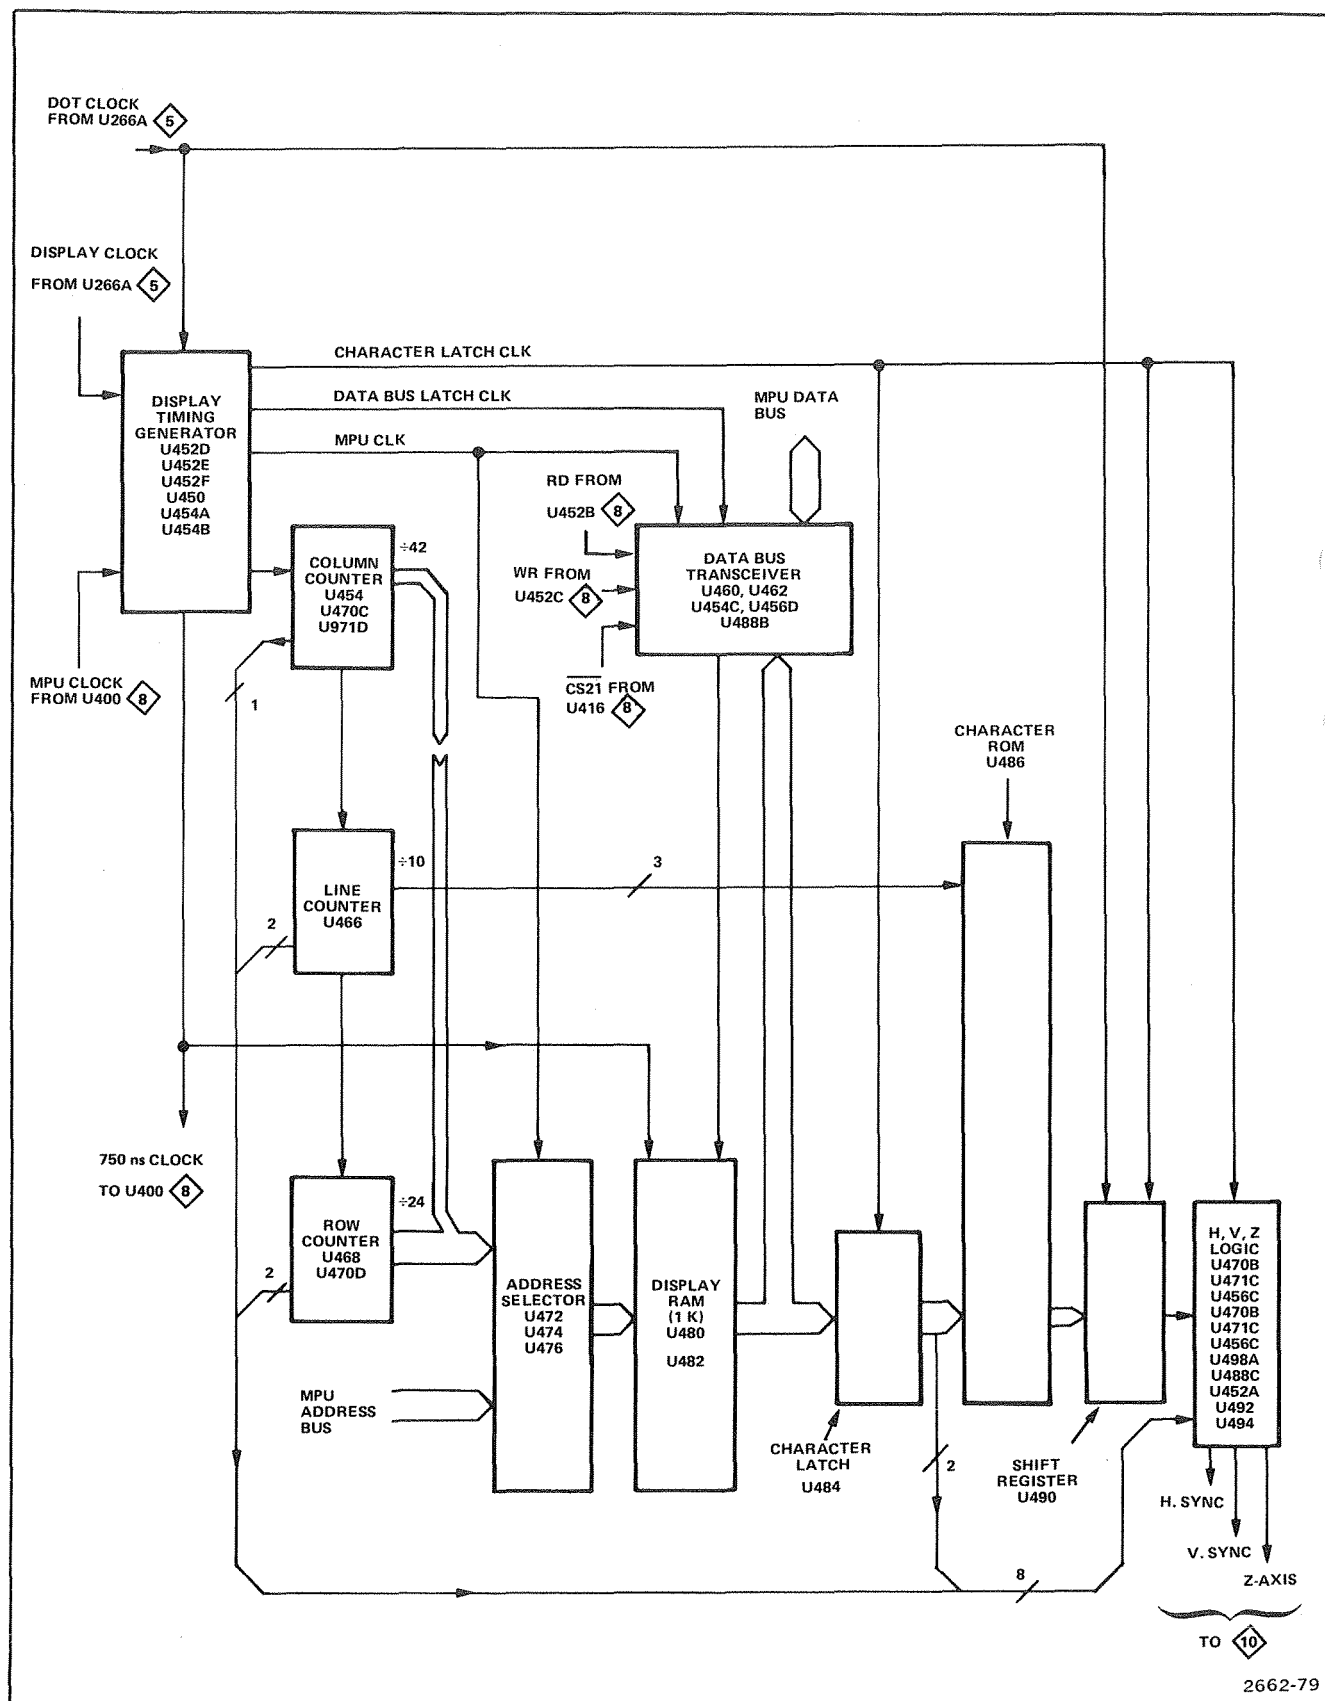 DOT CLOCK
FROM U266A 5
DISPLAY CLOCK
FROM U266A 5
CHARACTER LATCH CLK
DATA BUS LATCH CLK
MPU CLK
DISPLAY
TIMING
GENERATOR
U452D
U452E
U452F
U450
U454A
U454B
MPU DATA
BUS
RD FROM
U452B 8
WR FROM
U452C 8
CS21 FROM
U416 8
DATA BUS
TRANSCEIVER
U460, U462
U454C, U456D
U488B
÷42
COLUMN
COUNTER
U454
U470C
U971D
MPU CLOCK
FROM U400 8
1
CHARACTER
ROM
U486
÷10
LINE
COUNTER
U466
3
2
750 ns CLOCK
TO U400 8
÷24
ROW
COUNTER
U468
U470D
2
MPU
ADDRESS
BUS
ADDRESS
SELECTOR
U472
U474
U476
DISPLAY
RAM
(1 K)
U480
U482
CHARACTER
LATCH
U484
2
SHIFT
REGISTER
U490
H, V, Z
LOGIC
U470B
U471C
U456C
U470B
U471C
U456C
U498A
U488C
U452A
U492
U494
H. SYNC
V. SYNC
Z-AXIS
8
TO 10
2662-79